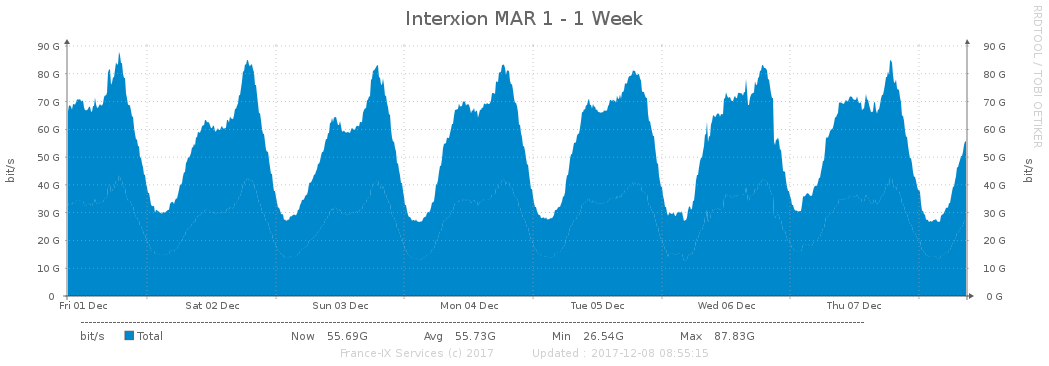 Interxion MAR 1 - 1 Week
RRDTOOL / TOBI OETIKER
90 G 90 G
80 G 80 G
70 G 70 G
60 G 60 G
50 G 50 G
40 G 40 G
30 G 30 G
20 G 20 G
10 G 10 G
0 0 G
bit/s
bit/s
Fri 01 Dec Sat 02 Dec Sun 03 Dec Mon 04 Dec Tue 05 Dec Wed 06 Dec Thu 07 Dec
bit/s Total Now 55.69G Avg 55.73G Min 26.54G Max 87.83G
France-IX Services (c) 2017 Updated : 2017-12-08 08:55:15